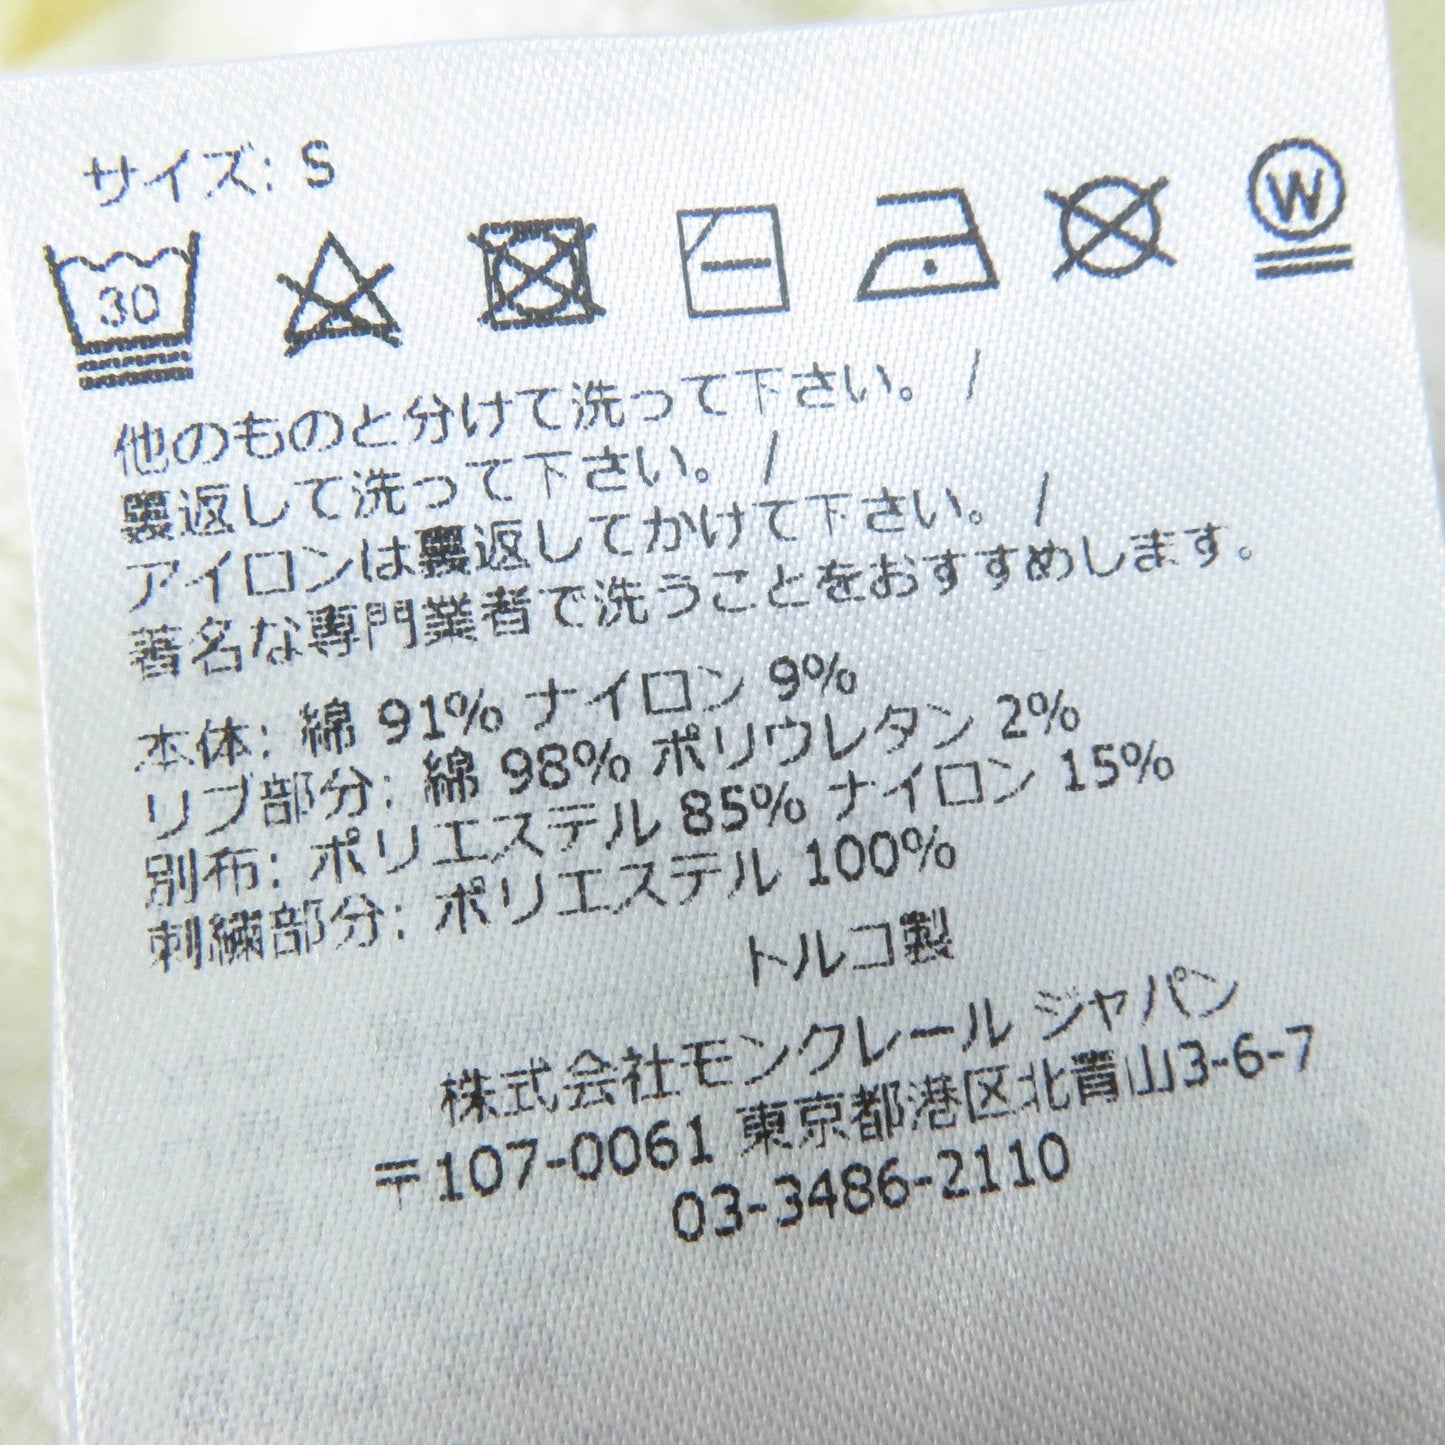 サイズ: S
30
W
他のものと分けて洗って下さい。 /
裏返して洗って下さい。 /
アイロンは裏返してかけて下さい。 /
著名な専門業者で洗うことをおすすめします。
本体: 綿 91% ナイロン 9%
リブ部分: 綿 98% ポリウレタン 2%
別布: ポリエステル 85% ナイロン 15%
刺繍部分: ポリエステル 100%
トルコ製
株式会社モンクレール ジャパン
〒107-0061 東京都港区北青山3-6-7
03-3486-2110